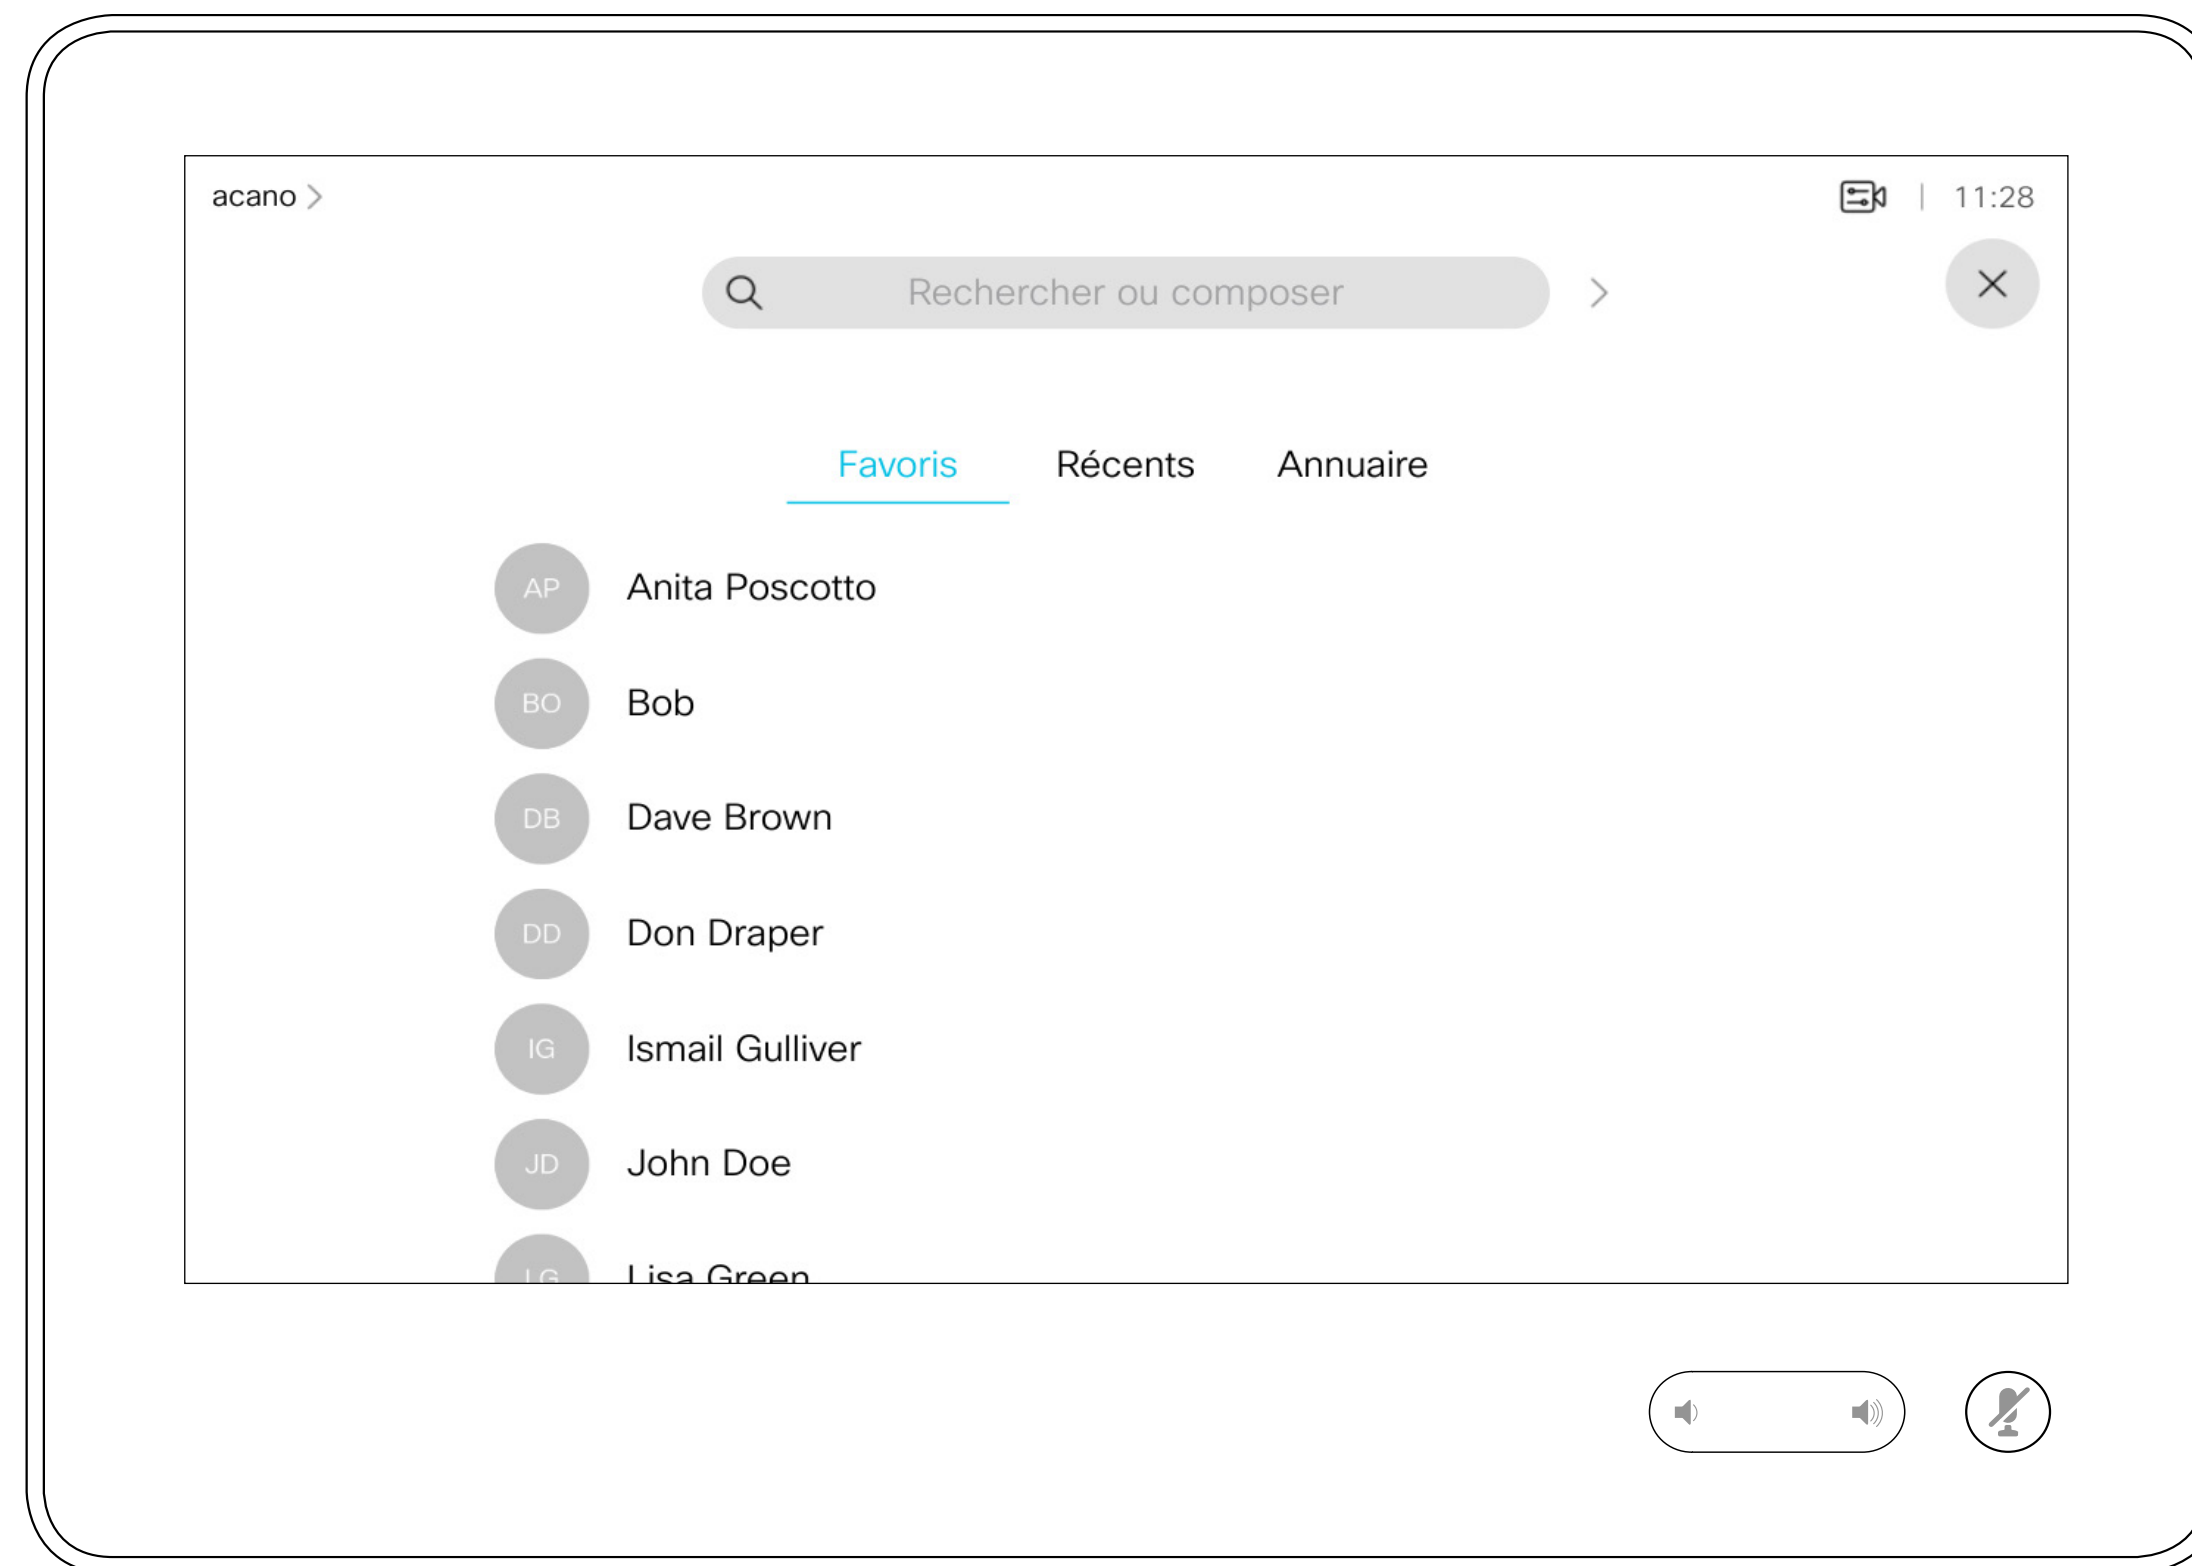 acano
11:28
Rechercher ou composer
Favoris Récents Annuaire
AP Anita Poscotto
BO Bob
DB Dave Brown
DD Don Draper
IG Ismail Gulliver
JD John Doe
LG Lisa Green